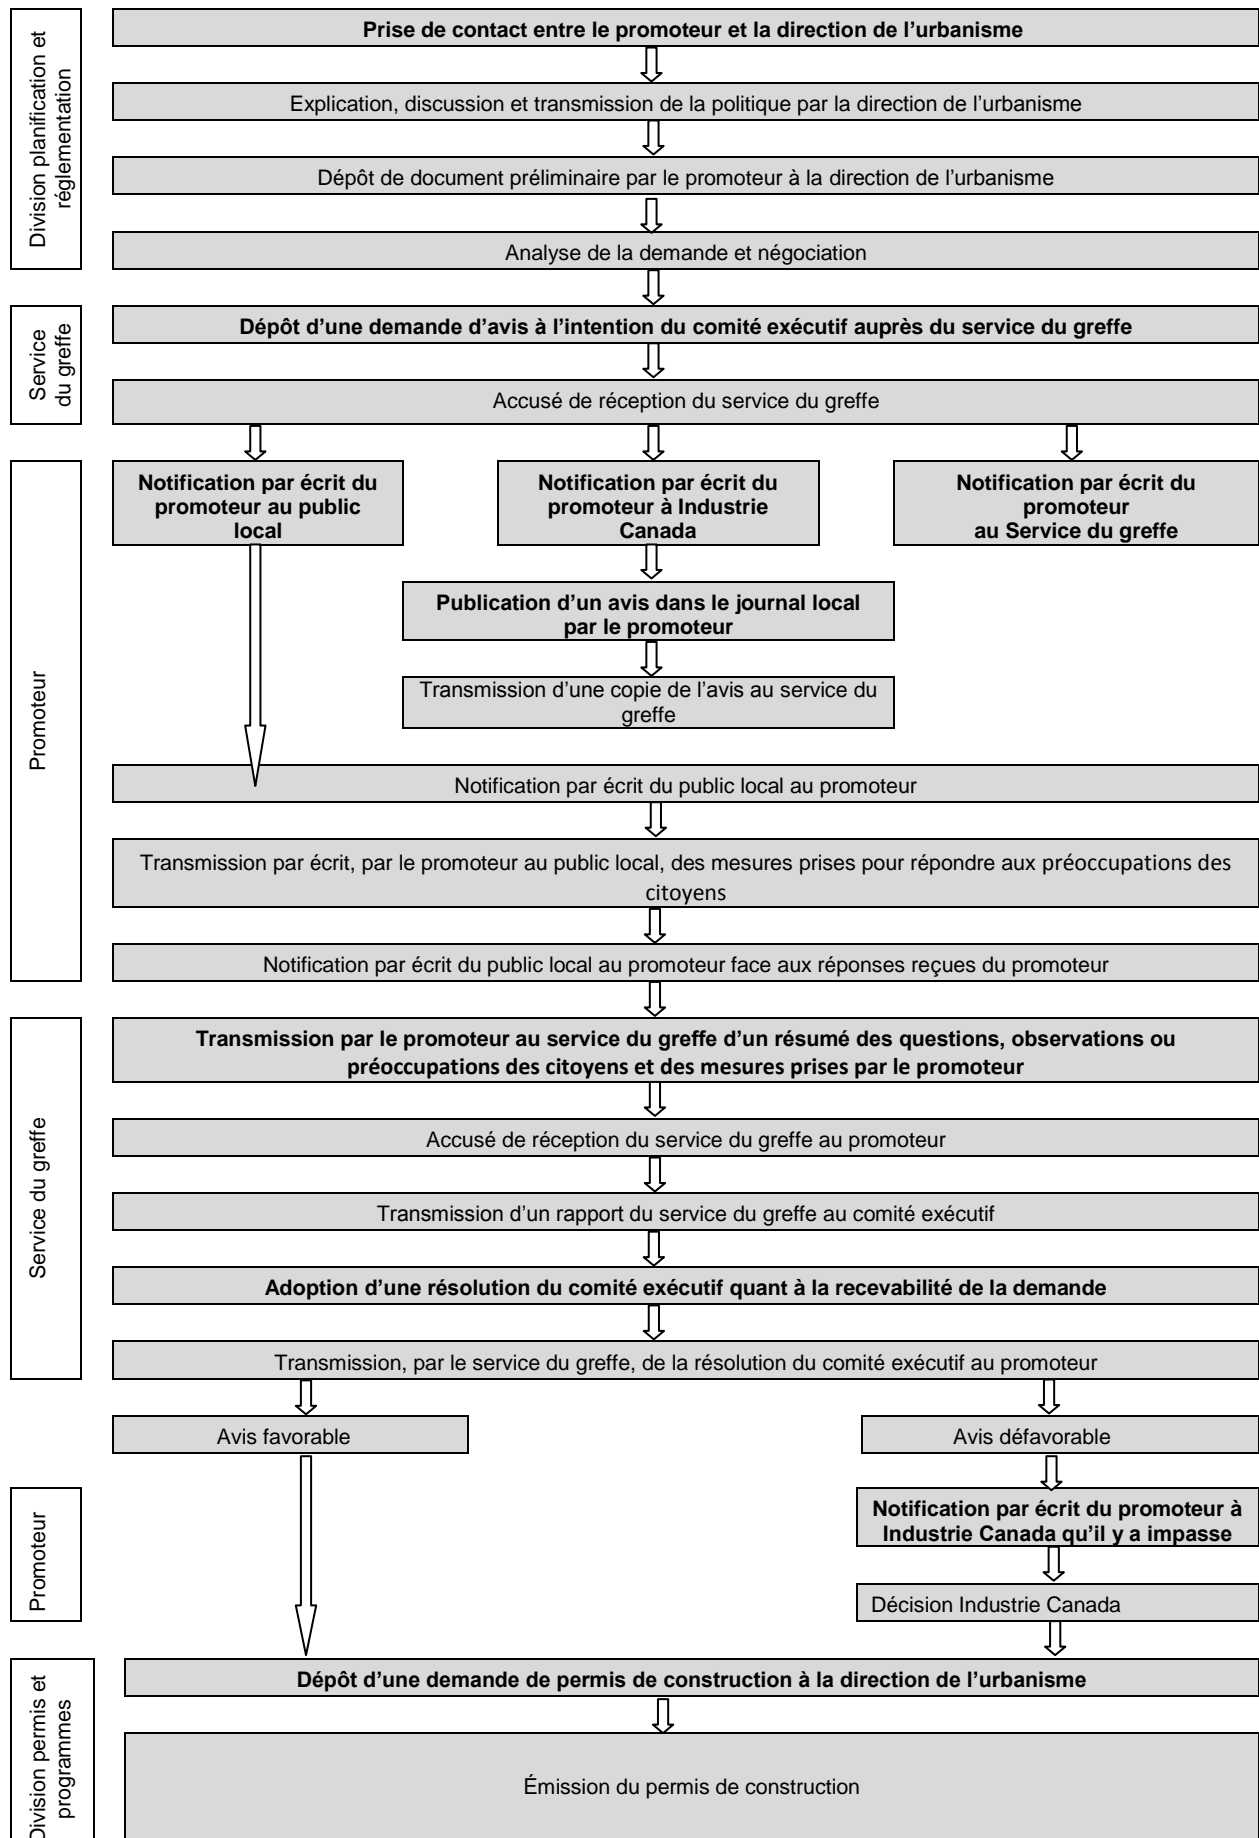 Division planification et
réglementation
Prise de contact entre le promoteur et la direction de l’urbanisme
Explication, discussion et transmission de la politique par la direction de l’urbanisme
Dépôt de document préliminaire par le promoteur à la direction de l’urbanisme
Analyse de la demande et négociation
Service
du greffe
Dépôt d’une demande d’avis à l’intention du comité exécutif auprès du service du greffe
Accusé de réception du service du greffe
Promoteur
Notification par écrit du
promoteur au public
local
Notification par écrit du
promoteur à Industrie
Canada
Notification par écrit du
promoteur
au Service du greffe
Publication d’un avis dans le journal local
par le promoteur
Transmission d’une copie de l’avis au service du
greffe
Notification par écrit du public local au promoteur
Transmission par écrit, par le promoteur au public local, des mesures prises pour répondre aux préoccupations des
citoyens
Notification par écrit du public local au promoteur face aux réponses reçues du promoteur
Service du greffe
Transmission par le promoteur au service du greffe d’un résumé des questions, observations ou
préoccupations des citoyens et des mesures prises par le promoteur
Accusé de réception du service du greffe au promoteur
Transmission d’un rapport du service du greffe au comité exécutif
Adoption d’une résolution du comité exécutif quant à la recevabilité de la demande
Transmission, par le service du greffe, de la résolution du comité exécutif au promoteur
Avis favorable
Avis défavorable
Promoteur
Notification par écrit du promoteur à
Industrie Canada qu’il y a impasse
Décision Industrie Canada
Division permis et
programmes
Dépôt d’une demande de permis de construction à la direction de l’urbanisme
Émission du permis de construction